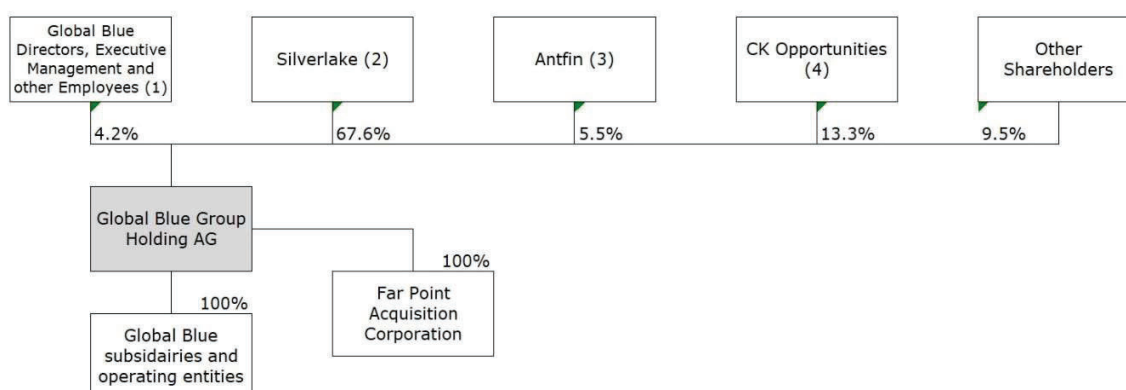 Global Blue
Directors, Executive
Management and
other Employees (1)
Silverlake (2)
Antfin (3)
CK Opportunities
(4)
Other
Shareholders
4.2%
67.6%
5.5%
13.3%
9.5%
Global Blue Group
Holding AG
100%
Far Point
Acquisition
Corporation
100%
Global Blue
subsidairies and
operating entities